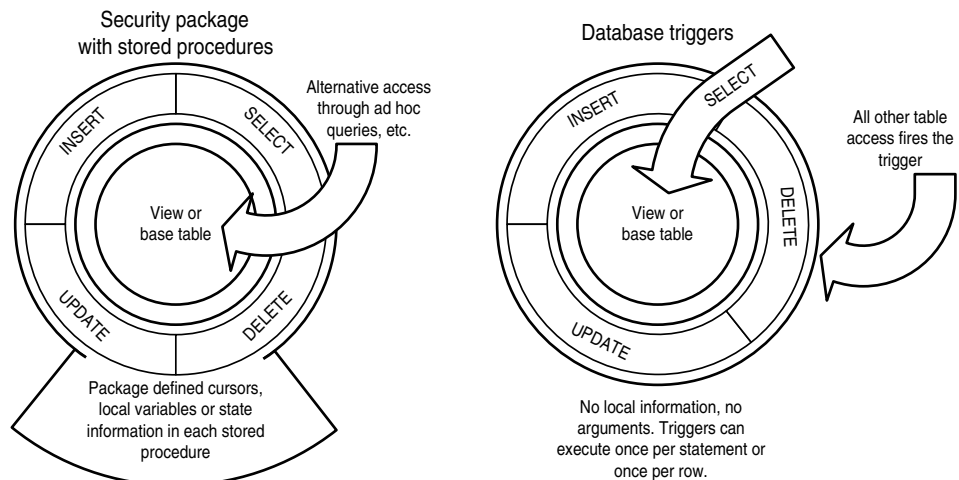 Security package
with stored procedures
INSERT
SELECT
Alternative access
through ad hoc
queries, etc.
View or
base table
UPDATE
DELETE
Package defined cursors,
local variables or state
information in each stored
procedure
Database triggers
INSERT
SELECT
All other table
access fires the
trigger
View or
base table
DELETE
UPDATE
No local information, no
arguments. Triggers can
execute once per statement or
once per row.